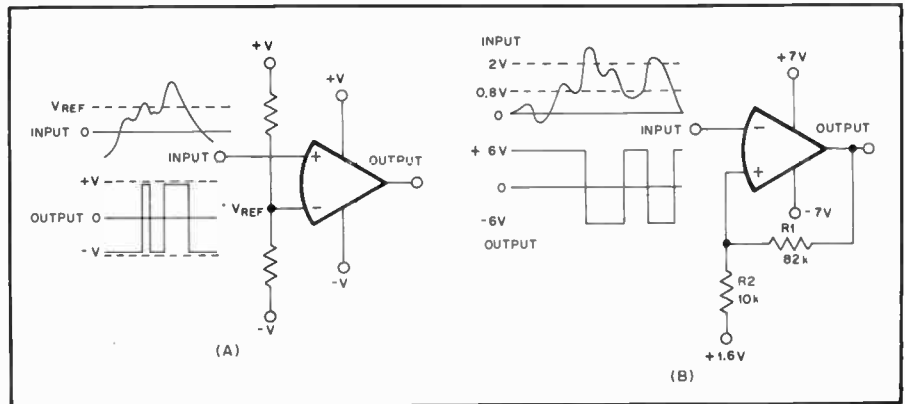 +V
+V
VREF
INPUT 0
INPUT
+
OUTPUT
+V
OUTPUT 0
VREF
−
-V
-V
-V
(A)
INPUT
2V
0.8V
0
+7V
INPUT
−
OUTPUT
+
+ 6V
0
-6V
OUTPUT
-7V
R1
82k
R2
10k
+1.6V
(B)